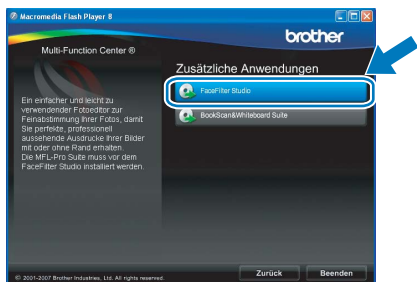 Macromedia Flash Player 8
brother
Multi-Function Center ®
Zusätzliche Anwendungen
FaceFilter Studio
BookScan&Whiteboard Suite
Ein einfacher und leicht zu
verwendender Fotoeditor zur
Feinabstimmung Ihrer Fotos, damit
Sie perfekte, professionell
aussehende Ausdrucke Ihrer Bilder
mit oder ohne Rand erhalten.
Die MFL-Pro Suite muss vor dem
FaceFilter Studio installiert werden.
© 2001-2007 Brother Industries, Ltd. All rights reserved.
Zurück
Beenden